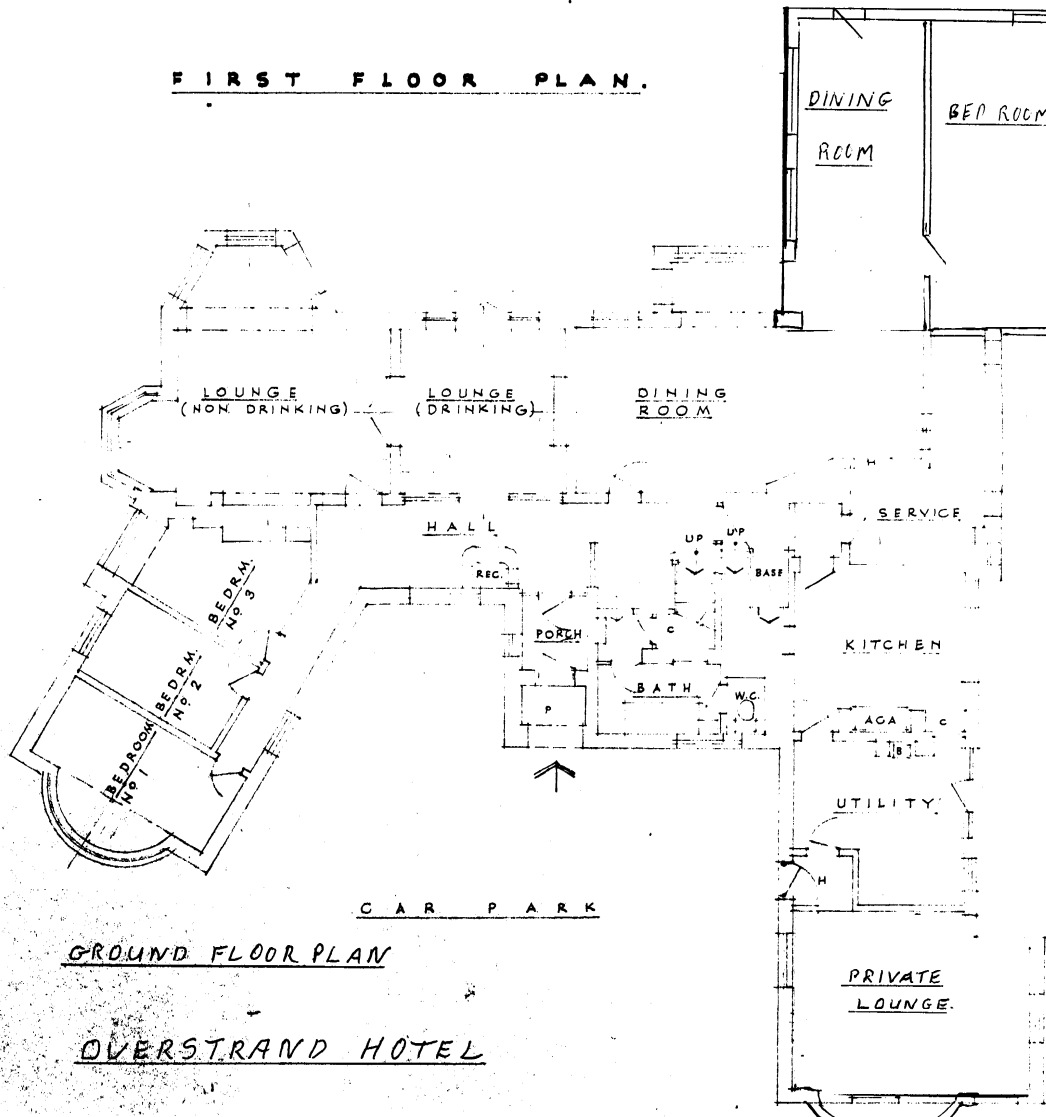 FIRST FLOOR PLAN.
DINING
ROOM
BED ROOM
LOUNGE
(NON DRINKING)
LOUNGE
(DRINKING)
DINING
ROOM
H
H
SERVICE
HALL
UP
UP
BASE
REC.
BEDRM.
No 3
PORCH
C
KITCHEN
BEDRM.
No 2
BATH
W.C.
P
AGA
C
B
BEDROOM
No 1
UTILITY
H
CAR PARK
GROUND FLOOR PLAN
PRIVATE
LOUNGE.
OVERSTRAND HOTEL